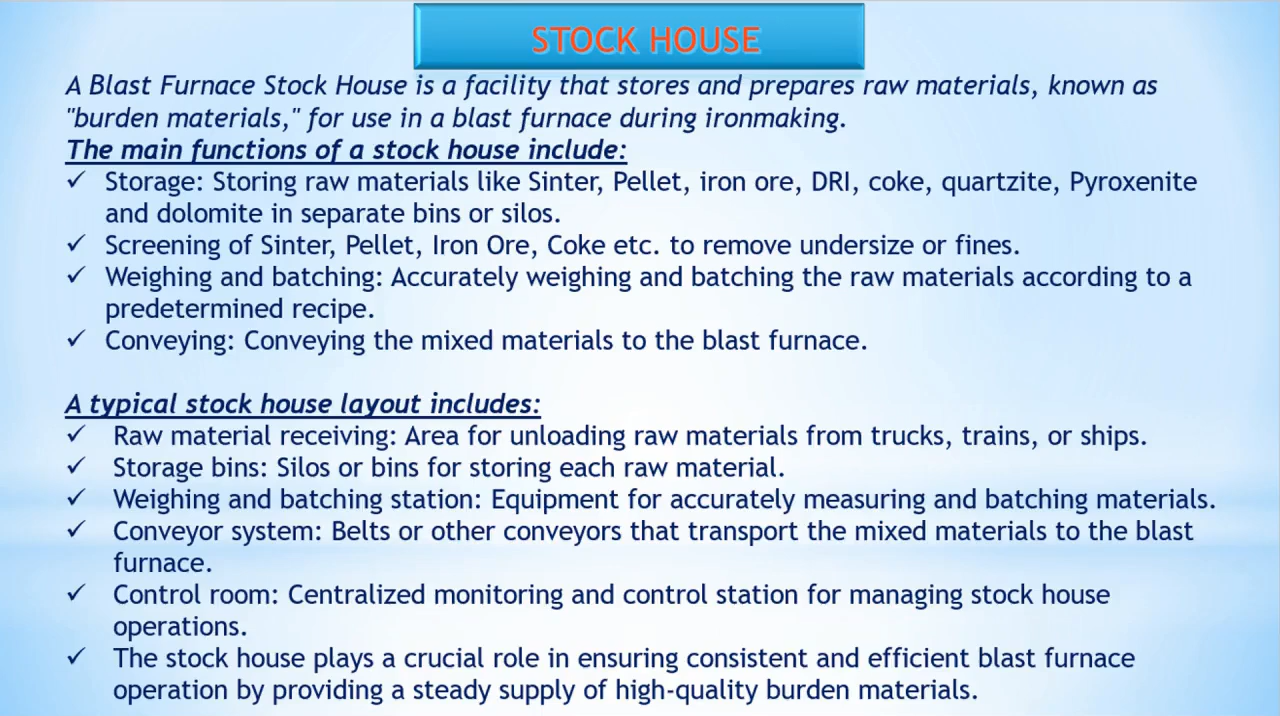 STOCK HOUSE
A Blast Furnace Stock House is a facility that stores and prepares raw materials, known as
"burden materials," for use in a blast furnace during ironmaking.
The main functions of a stock house include:
✓ Storage: Storing raw materials like Sinter, Pellet, iron ore, DRI, coke, quartzite, Pyroxenite
and dolomite in separate bins or silos.
✓ Screening of Sinter, Pellet, Iron Ore, Coke etc. to remove undersize or fines.
✓ Weighing and batching: Accurately weighing and batching the raw materials according to a
predetermined recipe.
✓ Conveying: Conveying the mixed materials to the blast furnace.
A typical stock house layout includes:
✓ Raw material receiving: Area for unloading raw materials from trucks, trains, or ships.
✓ Storage bins: Silos or bins for storing each raw material.
✓ Weighing and batching station: Equipment for accurately measuring and batching materials.
✓ Conveyor system: Belts or other conveyors that transport the mixed materials to the blast
furnace.
✓ Control room: Centralized monitoring and control station for managing stock house
operations.
✓ The stock house plays a crucial role in ensuring consistent and efficient blast furnace
operation by providing a steady supply of high-quality burden materials.